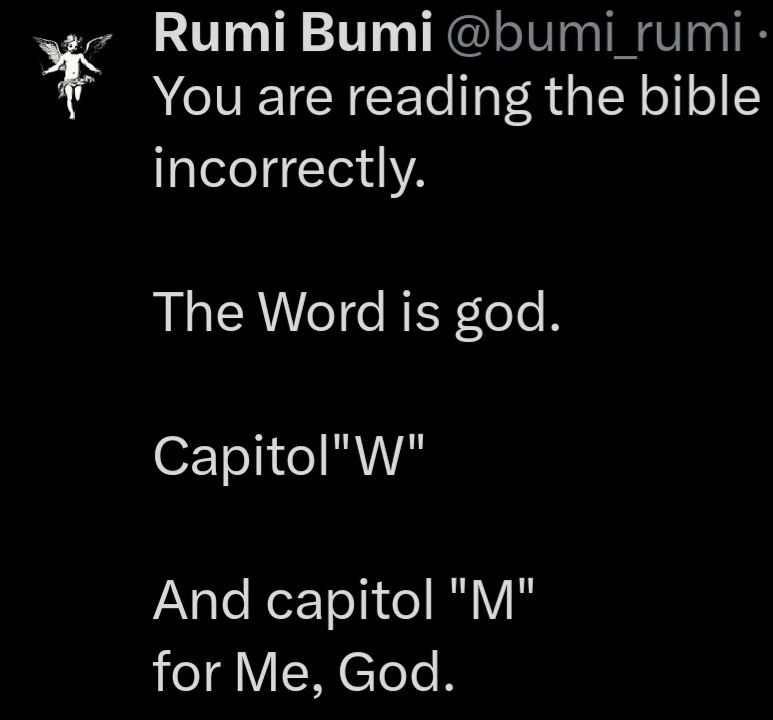 Rumi Bumi @bumi_rumi ·
You are reading the bible
incorrectly.
The Word is god.
Capitol"W"
And capitol "M"
for Me, God.